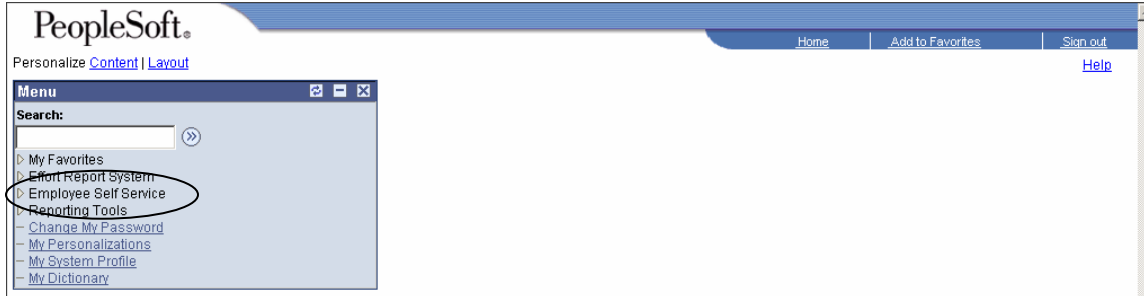 PeopleSoft®
Home Add to Favorites Sign out
Personalize Content | Layout
Help
Menu
Search:
My Favorites
Effort Report System
Employee Self Service
Reporting Tools
Change My Password
My Personalizations
My System Profile
My Dictionary